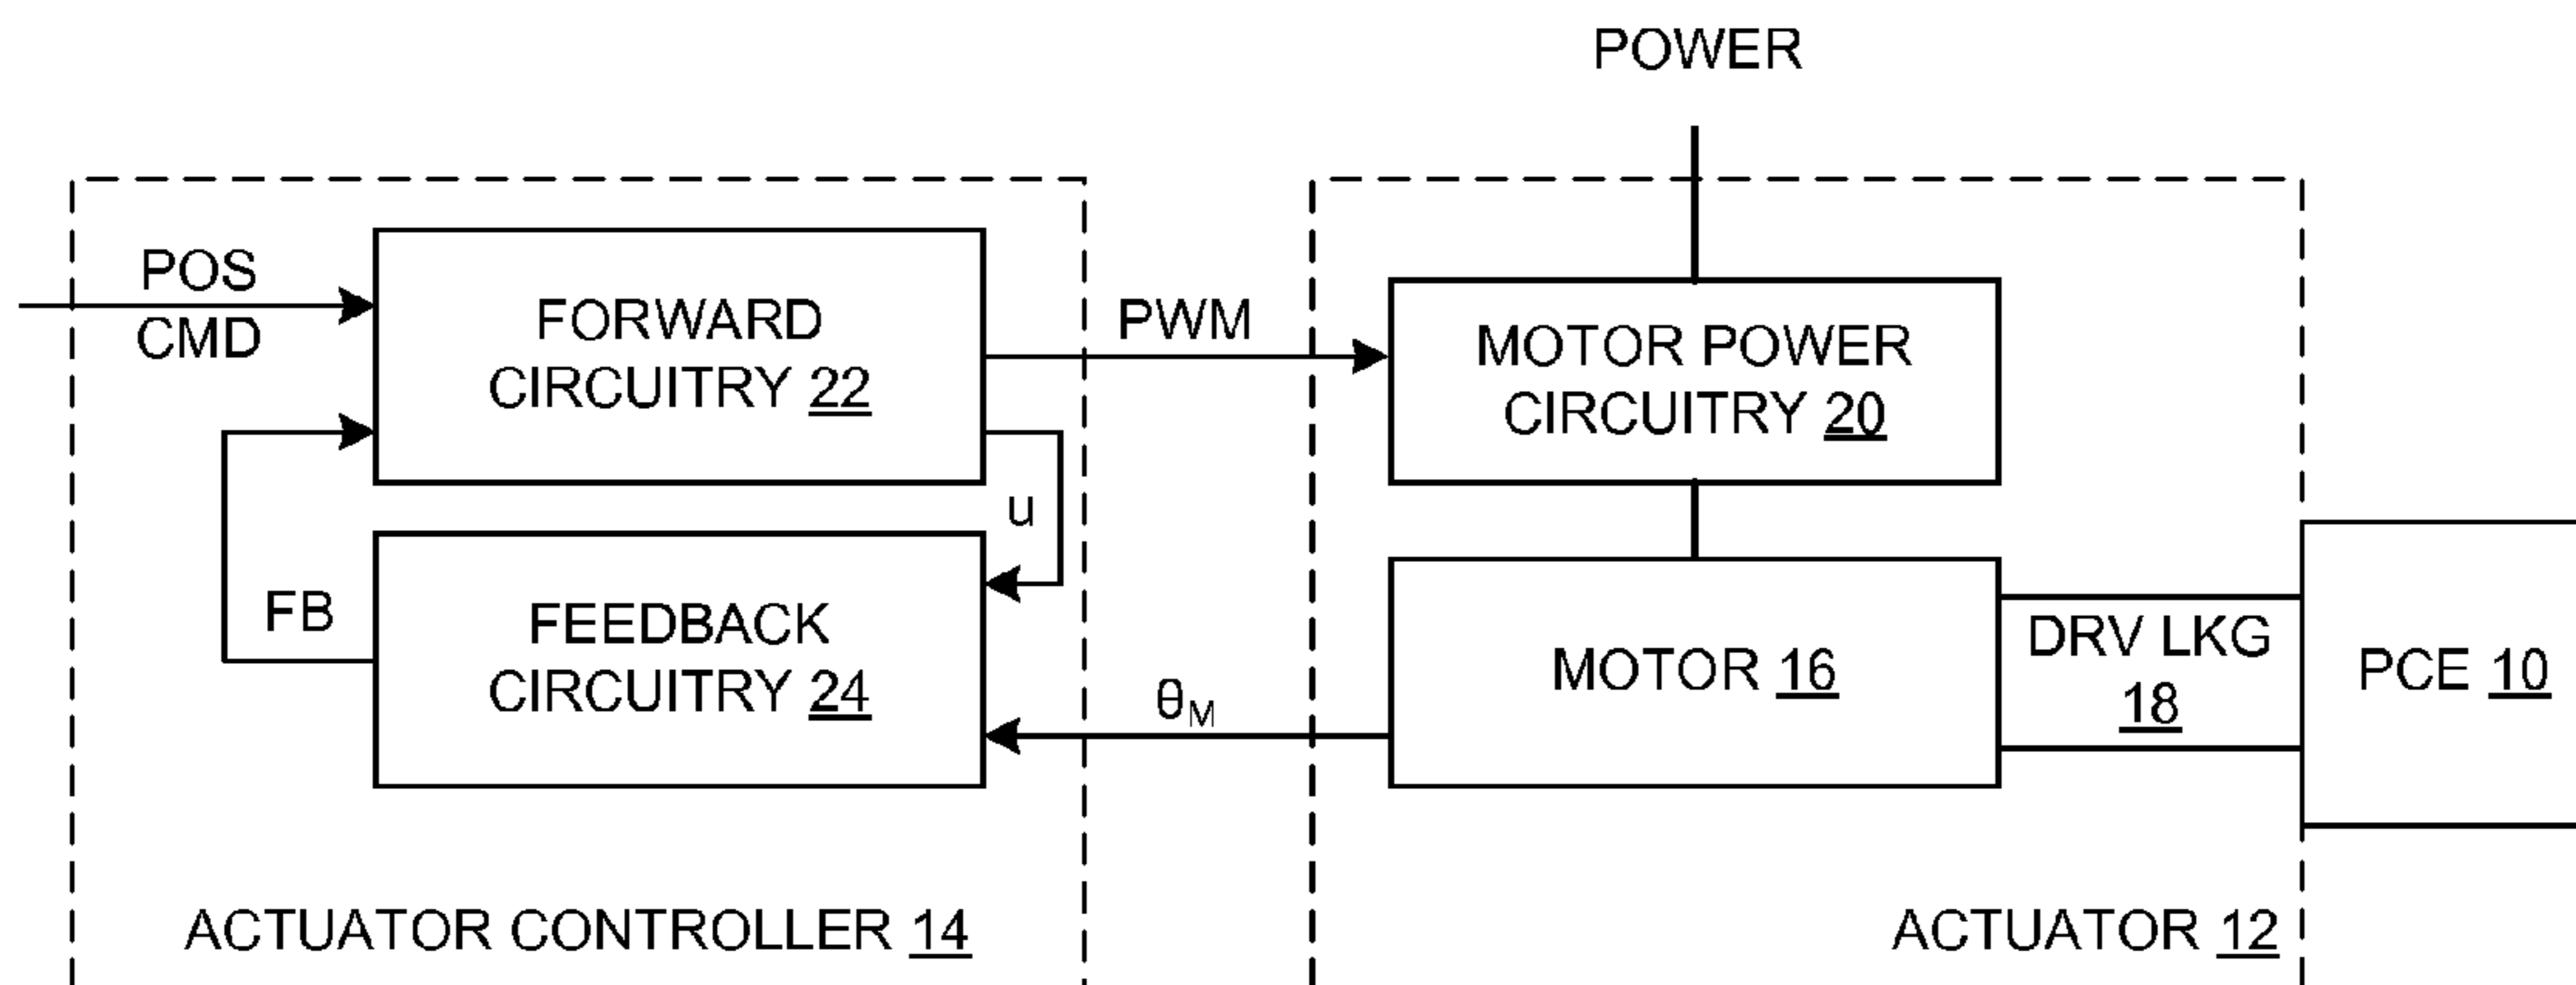 POWER
POS
CMD
FORWARD
CIRCUITRY 22
PWM
MOTOR POWER
CIRCUITRY 20
u
FB
FEEDBACK
CIRCUITRY 24
θM
MOTOR 16
DRV LKG
18
PCE 10
ACTUATOR CONTROLLER 14
ACTUATOR 12